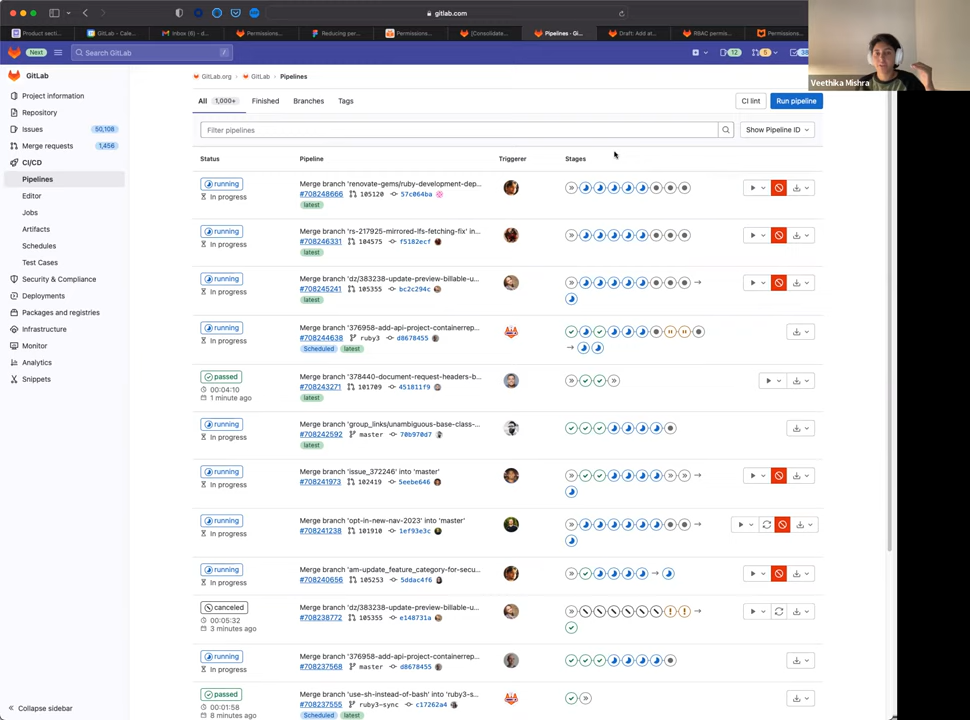 gitlab.com
Product secti...
GitLab - Cale...
Inbox (6) - d...
Permissions...
Reducing per...
Permissions...
[Consolidate...
Pipelines · Gi...
Draft: Add at...
RBAC permis...
Permissions...
Next
Search GitLab
/
12
6
38
Veethika Mishra
GitLab
Project information
Repository
Issues 50,108
Merge requests 1,456
CI/CD
Pipelines
Editor
Jobs
Artifacts
Schedules
Test Cases
Security & Compliance
Deployments
Packages and registries
Infrastructure
Monitor
Analytics
Snippets
Collapse sidebar
GitLab.org > GitLab > Pipelines
All 1,000+ Finished Branches Tags
CI lint
Run pipeline
Filter pipelines
Show Pipeline ID
Status Pipeline Triggerer Stages
running
In progress
Merge branch 'renovate-gems/ruby-development-dep...
#708248666 105120 57c064ba
latest
running
In progress
Merge branch 'rs-217925-mirrored-lfs-fetching-fix' in...
#708246331 104575 f5182ecf
latest
running
In progress
Merge branch 'dz/383238-update-preview-billable-u...
#708245241 105355 bc2c294c
latest
running
In progress
Merge branch '376958-add-api-project-containerrep...
#708244638 ruby3 d8678455
Scheduled latest
passed
00:04:10
1 minute ago
Merge branch '378440-document-request-headers-b...
#708243271 101709 451811f9
latest
running
In progress
Merge branch 'group_links/unambiguous-base-class-...
#708242592 master 70b970d7
latest
running
In progress
Merge branch 'issue_372246' into 'master'
#708241973 102419 5eebe646
running
In progress
Merge branch 'opt-in-new-nav-2023' into 'master'
#708241238 101910 1ef93e3c
running
In progress
Merge branch 'am-update_feature_category-for-secu...
#708240656 105253 5ddac4f6
canceled
00:05:32
3 minutes ago
Merge branch 'dz/383238-update-preview-billable-u...
#708238772 105355 e148731a
running
In progress
Merge branch '376958-add-api-project-containerrep...
#708237568 master d8678455
passed
00:01:58
8 minutes ago
Merge branch 'use-sh-instead-of-bash' into 'ruby3-s...
#708237555 ruby3-sync c17262a4
Scheduled latest